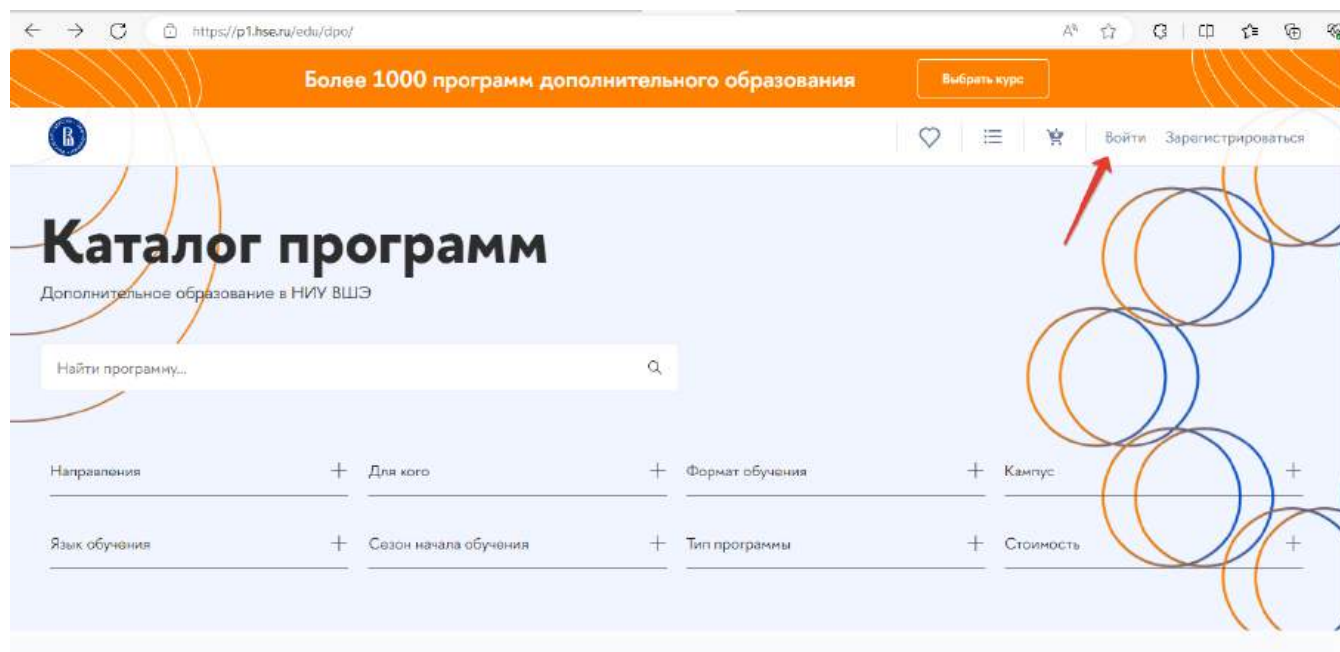 https://p1.hse.ru/edu/dpo/
Более 1000 программ дополнительного образования
Выбрать курс
Войти Зарегистрироваться
Каталог программ
Дополнительное образование в НИУ ВШЭ
Найти программу...
Направления Для кого Формат обучения Кампус
Язык обучения Сезон начала обучения Тип программы Стоимость